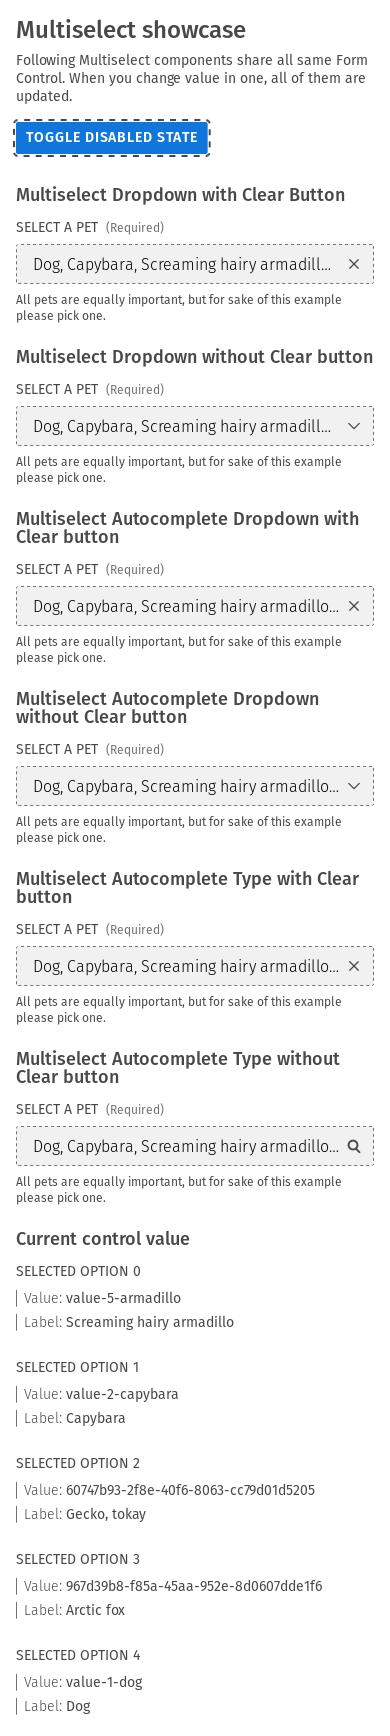 Multiselect showcase
Following Multiselect components share all same Form
Control. When you change value in one, all of them are
updated.
TOGGLE DISABLED STATE
Multiselect Dropdown with Clear Button
SELECT A PET (Required)
Dog, Capybara, Screaming hairy armadill...
All pets are equally important, but for sake of this example
please pick one.
Multiselect Dropdown without Clear button
SELECT A PET (Required)
Dog, Capybara, Screaming hairy armadill...
All pets are equally important, but for sake of this example
please pick one.
Multiselect Autocomplete Dropdown with
Clear button
SELECT A PET (Required)
Dog, Capybara, Screaming hairy armadillo...
All pets are equally important, but for sake of this example
please pick one.
Multiselect Autocomplete Dropdown
without Clear button
SELECT A PET (Required)
Dog, Capybara, Screaming hairy armadillo...
All pets are equally important, but for sake of this example
please pick one.
Multiselect Autocomplete Type with Clear
button
SELECT A PET (Required)
Dog, Capybara, Screaming hairy armadillo...
All pets are equally important, but for sake of this example
please pick one.
Multiselect Autocomplete Type without
Clear button
SELECT A PET (Required)
Dog, Capybara, Screaming hairy armadillo...
All pets are equally important, but for sake of this example
please pick one.
Current control value
SELECTED OPTION 0
Value: value-5-armadillo
Label: Screaming hairy armadillo
SELECTED OPTION 1
Value: value-2-capybara
Label: Capybara
SELECTED OPTION 2
Value: 60747b93-2f8e-40f6-8063-cc79d01d5205
Label: Gecko, tokay
SELECTED OPTION 3
Value: 967d39b8-f85a-45aa-952e-8d0607dde1f6
Label: Arctic fox
SELECTED OPTION 4
Value: value-1-dog
Label: Dog